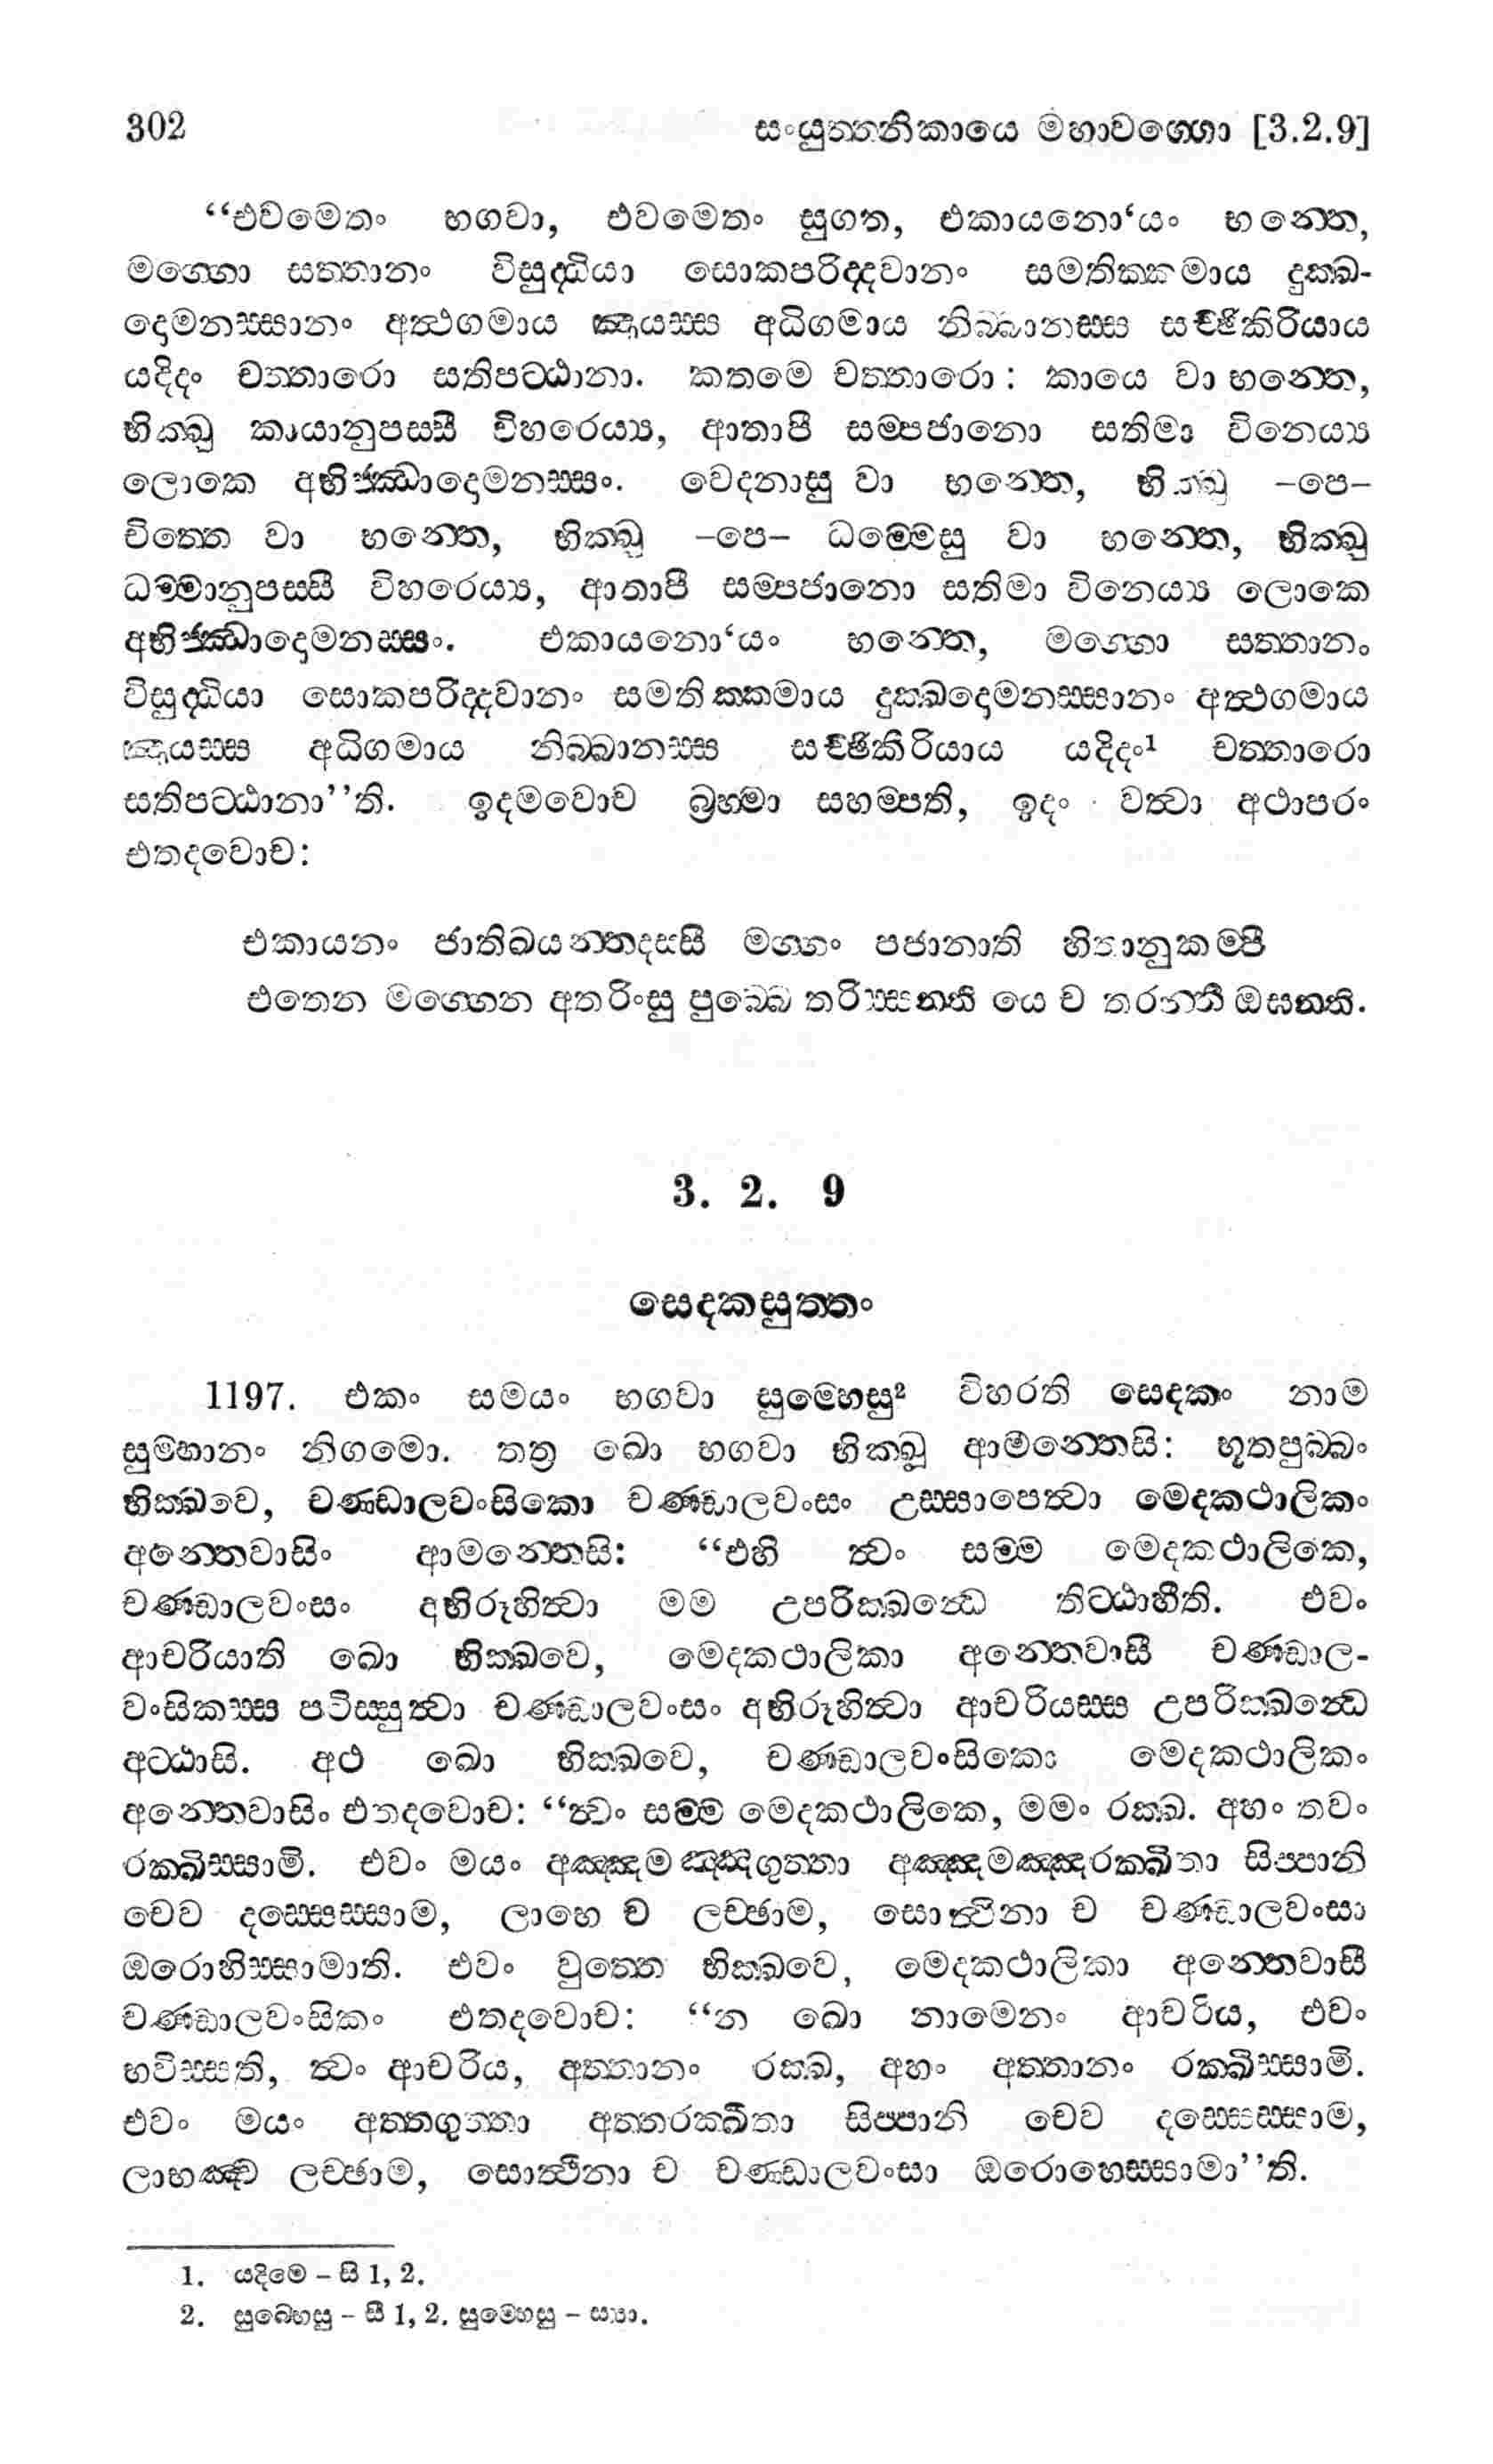 302 සංයුත්තනිකායෙ මහාවග්ගො [3.2.9]
“එවමෙතං භගවා, එවමෙතං සුගත, එකායනො‘යං භන්තෙ,
මග්ගො සත්තානං විසුද්ධියා සොකපරිද්දවානං සමතික්කමාය දුක්ඛ-
දොමනස්සානං අත්ථගමාය ඤායස්ස අධිගමාය නිබ්බානස්ස සච්ඡිකිරියාය
යදිදං චත්තාරො සතිපට්ඨානා. කතමෙ චත්තාරො: කායෙ වා භන්තෙ,
භික්ඛු කායානුපස්සී විහරෙය්‍ය, ආතාපී සම්පජානො සතිමා විනෙය්‍ය
ලොකෙ අභිජ්ඣාදොමනස්සං. වෙදනාසු වා භන්තෙ, භික්ඛු –පෙ–
චිත්තෙ වා භන්තෙ, භික්ඛු –පෙ– ධම්මෙසු වා භන්තෙ, භික්ඛු
ධම්මානුපස්සී විහරෙය්‍ය, ආතාපී සම්පජානො සතිමා විනෙය්‍ය ලොකෙ
අභිජ්ඣාදොමනස්සං. එකායනො‘යං භන්තෙ, මග්ගො සත්තානං
විසුද්ධියා සොකපරිද්දවානං සමතික්කමාය දුක්ඛදොමනස්සානං අත්ථගමාය
ඤායස්ස අධිගමාය නිබ්බානස්ස සච්ඡිකිරියාය යදිදං¹ චත්තාරො
සතිපට්ඨානා’’ති. ඉදමවොච බ්‍රහ්මා සහම්පති, ඉදං වත්වා අථාපරං
එතදවොච:
එකායනං ජාතිඛයන්තදස්සී මග්ගං පජානාති හිතානුකම්පී
එතෙන මග්ගෙන අතරිංසු පුබ්බෙ තරිස්සන්ති යෙ ච තරන්ති ඔඝන්ති.
3. 2. 9
සෙදකසුත්තං
1197. එකං සමයං භගවා සුම්හෙසු² විහරති සෙදකං නාම
සුම්භානං නිගමො. තත්‍ර ඛො භගවා භික්ඛූ ආමන්තෙසි: භූතපුබ්බං
භික්ඛවෙ, චණ්ඩාලවංසිකො චණ්ඩාලවංසං උස්සාපෙත්වා මෙදකථාලිකං
අන්තෙවාසිං ආමන්තෙසි: “එහි ත්වං සම්ම මෙදකථාලිකෙ,
චණ්ඩාලවංසං අභිරූහිත්වා මම උපරික්ඛන්ධෙ තිට්ඨාහීති. එවං
ආචරියාති ඛො භික්ඛවෙ, මෙදකථාලිකා අන්තෙවාසී චණ්ඩාල-
වංසිකස්ස පටිස්සුත්වා චණ්ඩාලවංසං අභිරූහිත්වා ආචරියස්ස උපරික්ඛන්ධෙ
අට්ඨාසි. අථ ඛො භික්ඛවෙ, චණ්ඩාලවංසිකො මෙදකථාලිකං
අන්තෙවාසිං එතදවොච: “ත්වං සම්ම මෙදකථාලිකෙ, මමං රක්ඛ. අහං තවං
රක්ඛිස්සාමි. එවං මයං අඤ්ඤමඤ්ඤගුත්තා අඤ්ඤමඤ්ඤරක්ඛිතා සිප්පානි
චෙව දස්සෙස්සාම, ලාභෙ ච ලච්ඡාම, සොත්ථිනා ච චණ්ඩාලවංසා
ඔරොහිස්සාමාති. එවං වුත්තෙ භික්ඛවෙ, මෙදකථාලිකා අන්තෙවාසී
චණ්ඩාලවංසිකං එතදවොච: “න ඛො නාමෙනං ආචරිය, එවං
භවිස්සති, ත්වං ආචරිය, අත්තානං රක්ඛ, අහං අත්තානං රක්ඛිස්සාමි.
එවං මයං අත්තගුත්තා අත්තරක්ඛිතා සිප්පානි චෙව දස්සෙස්සාම,
ලාභඤ්ච ලච්ඡාම, සොත්ථිනා ච චණ්ඩාලවංසා ඔරොහෙස්සාමා’’ති.
1. යදිමෙ – සි 1, 2.
2. සුබ්භෙසු – සී 1, 2. සුම්හෙසු – ස්‍යා.